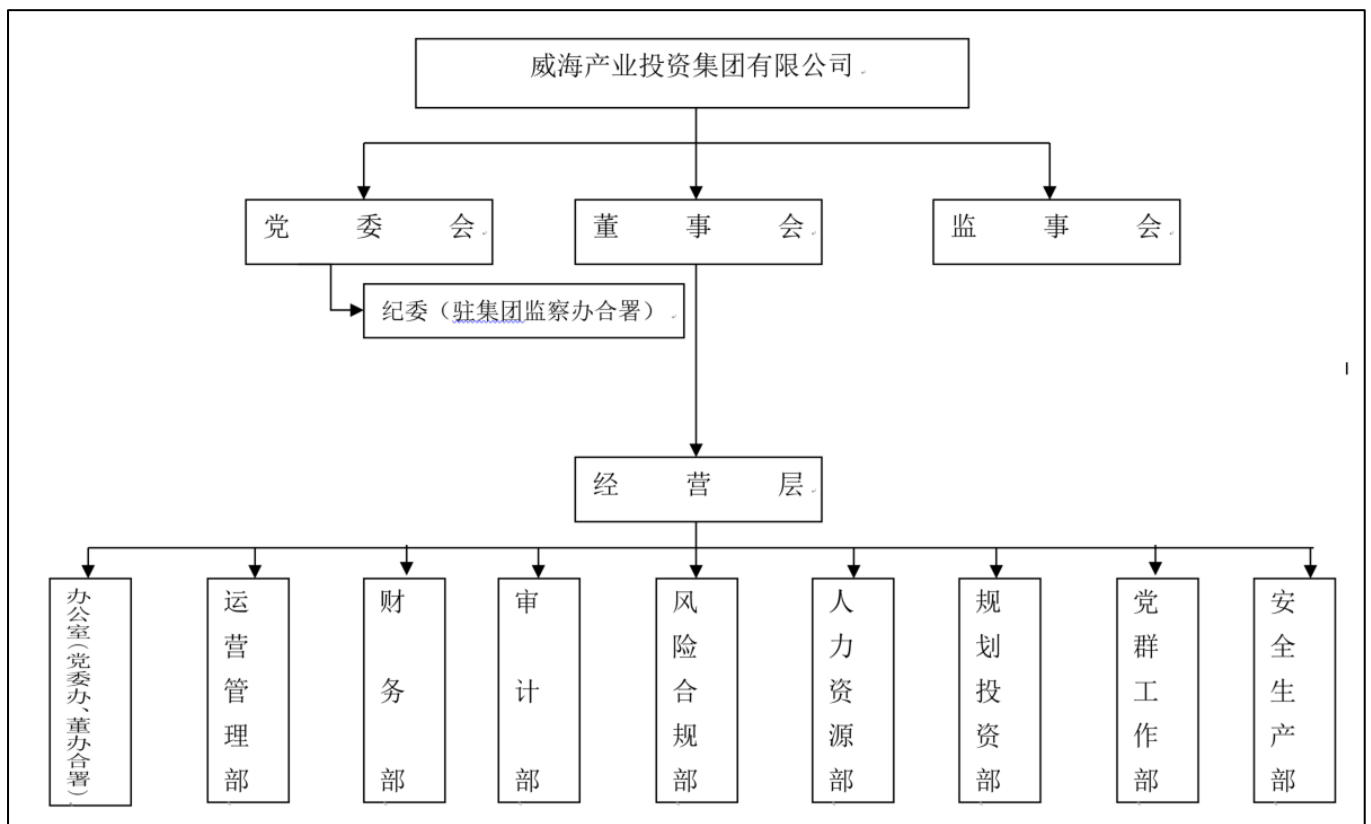 威海产业投资集团有限公司
党委会
董事会
监事会
纪委（驻集团监察办合署）
经营层
办公室（党委办、董办合署）
运营管理部
财务部
审计部
风险合规部
人力资源部
规划投资部
党群工作部
安全生产部